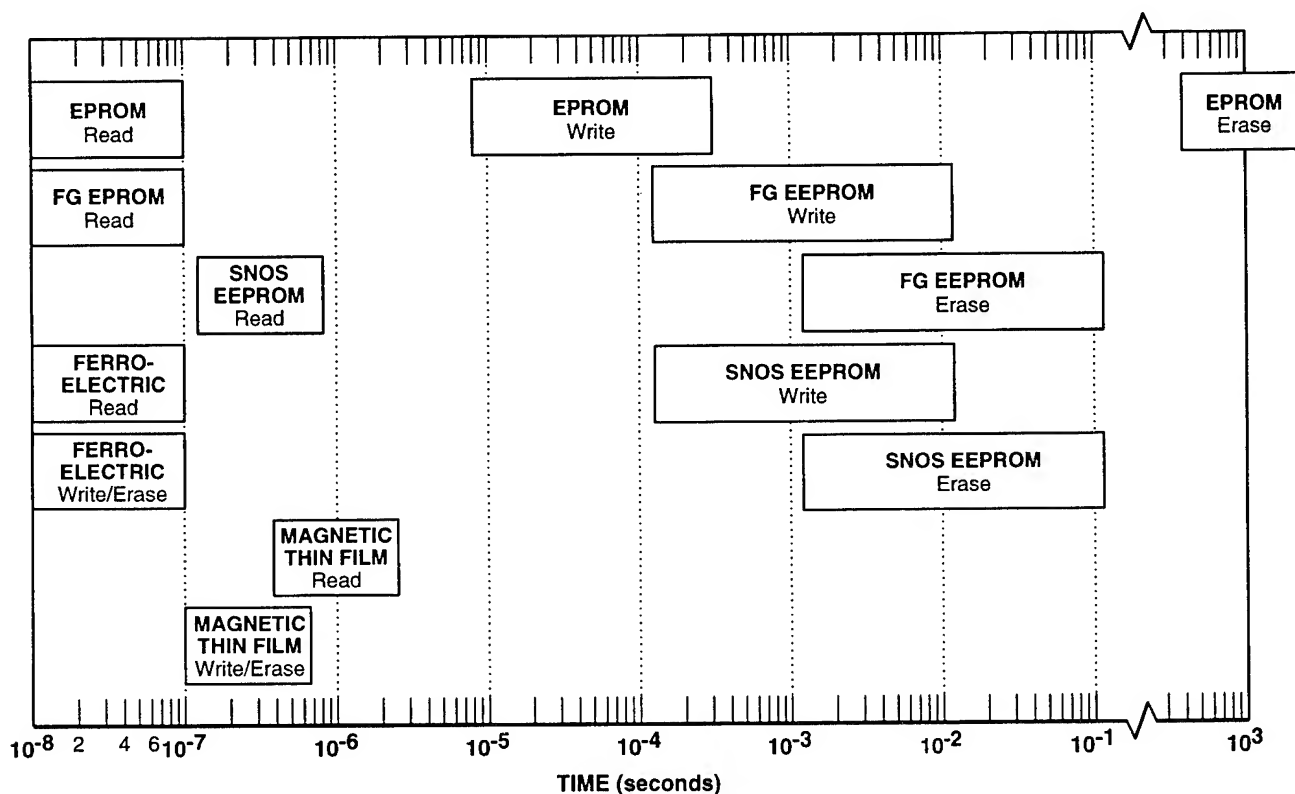 EPROM
Read
EPROM
Write
EPROM
Erase
FG EPROM
Read
FG EEPROM
Write
SNOS
EEPROM
Read
FG EEPROM
Erase
FERRO-
ELECTRIC
Read
SNOS EEPROM
Write
FERRO-
ELECTRIC
Write/Erase
SNOS EEPROM
Erase
MAGNETIC
THIN FILM
Read
MAGNETIC
THIN FILM
Write/Erase
10⁻⁸ 2 4 6 10⁻⁷ 10⁻⁶ 10⁻⁵ 10⁻⁴ 10⁻³ 10⁻² 10⁻¹ 10³
TIME (seconds)